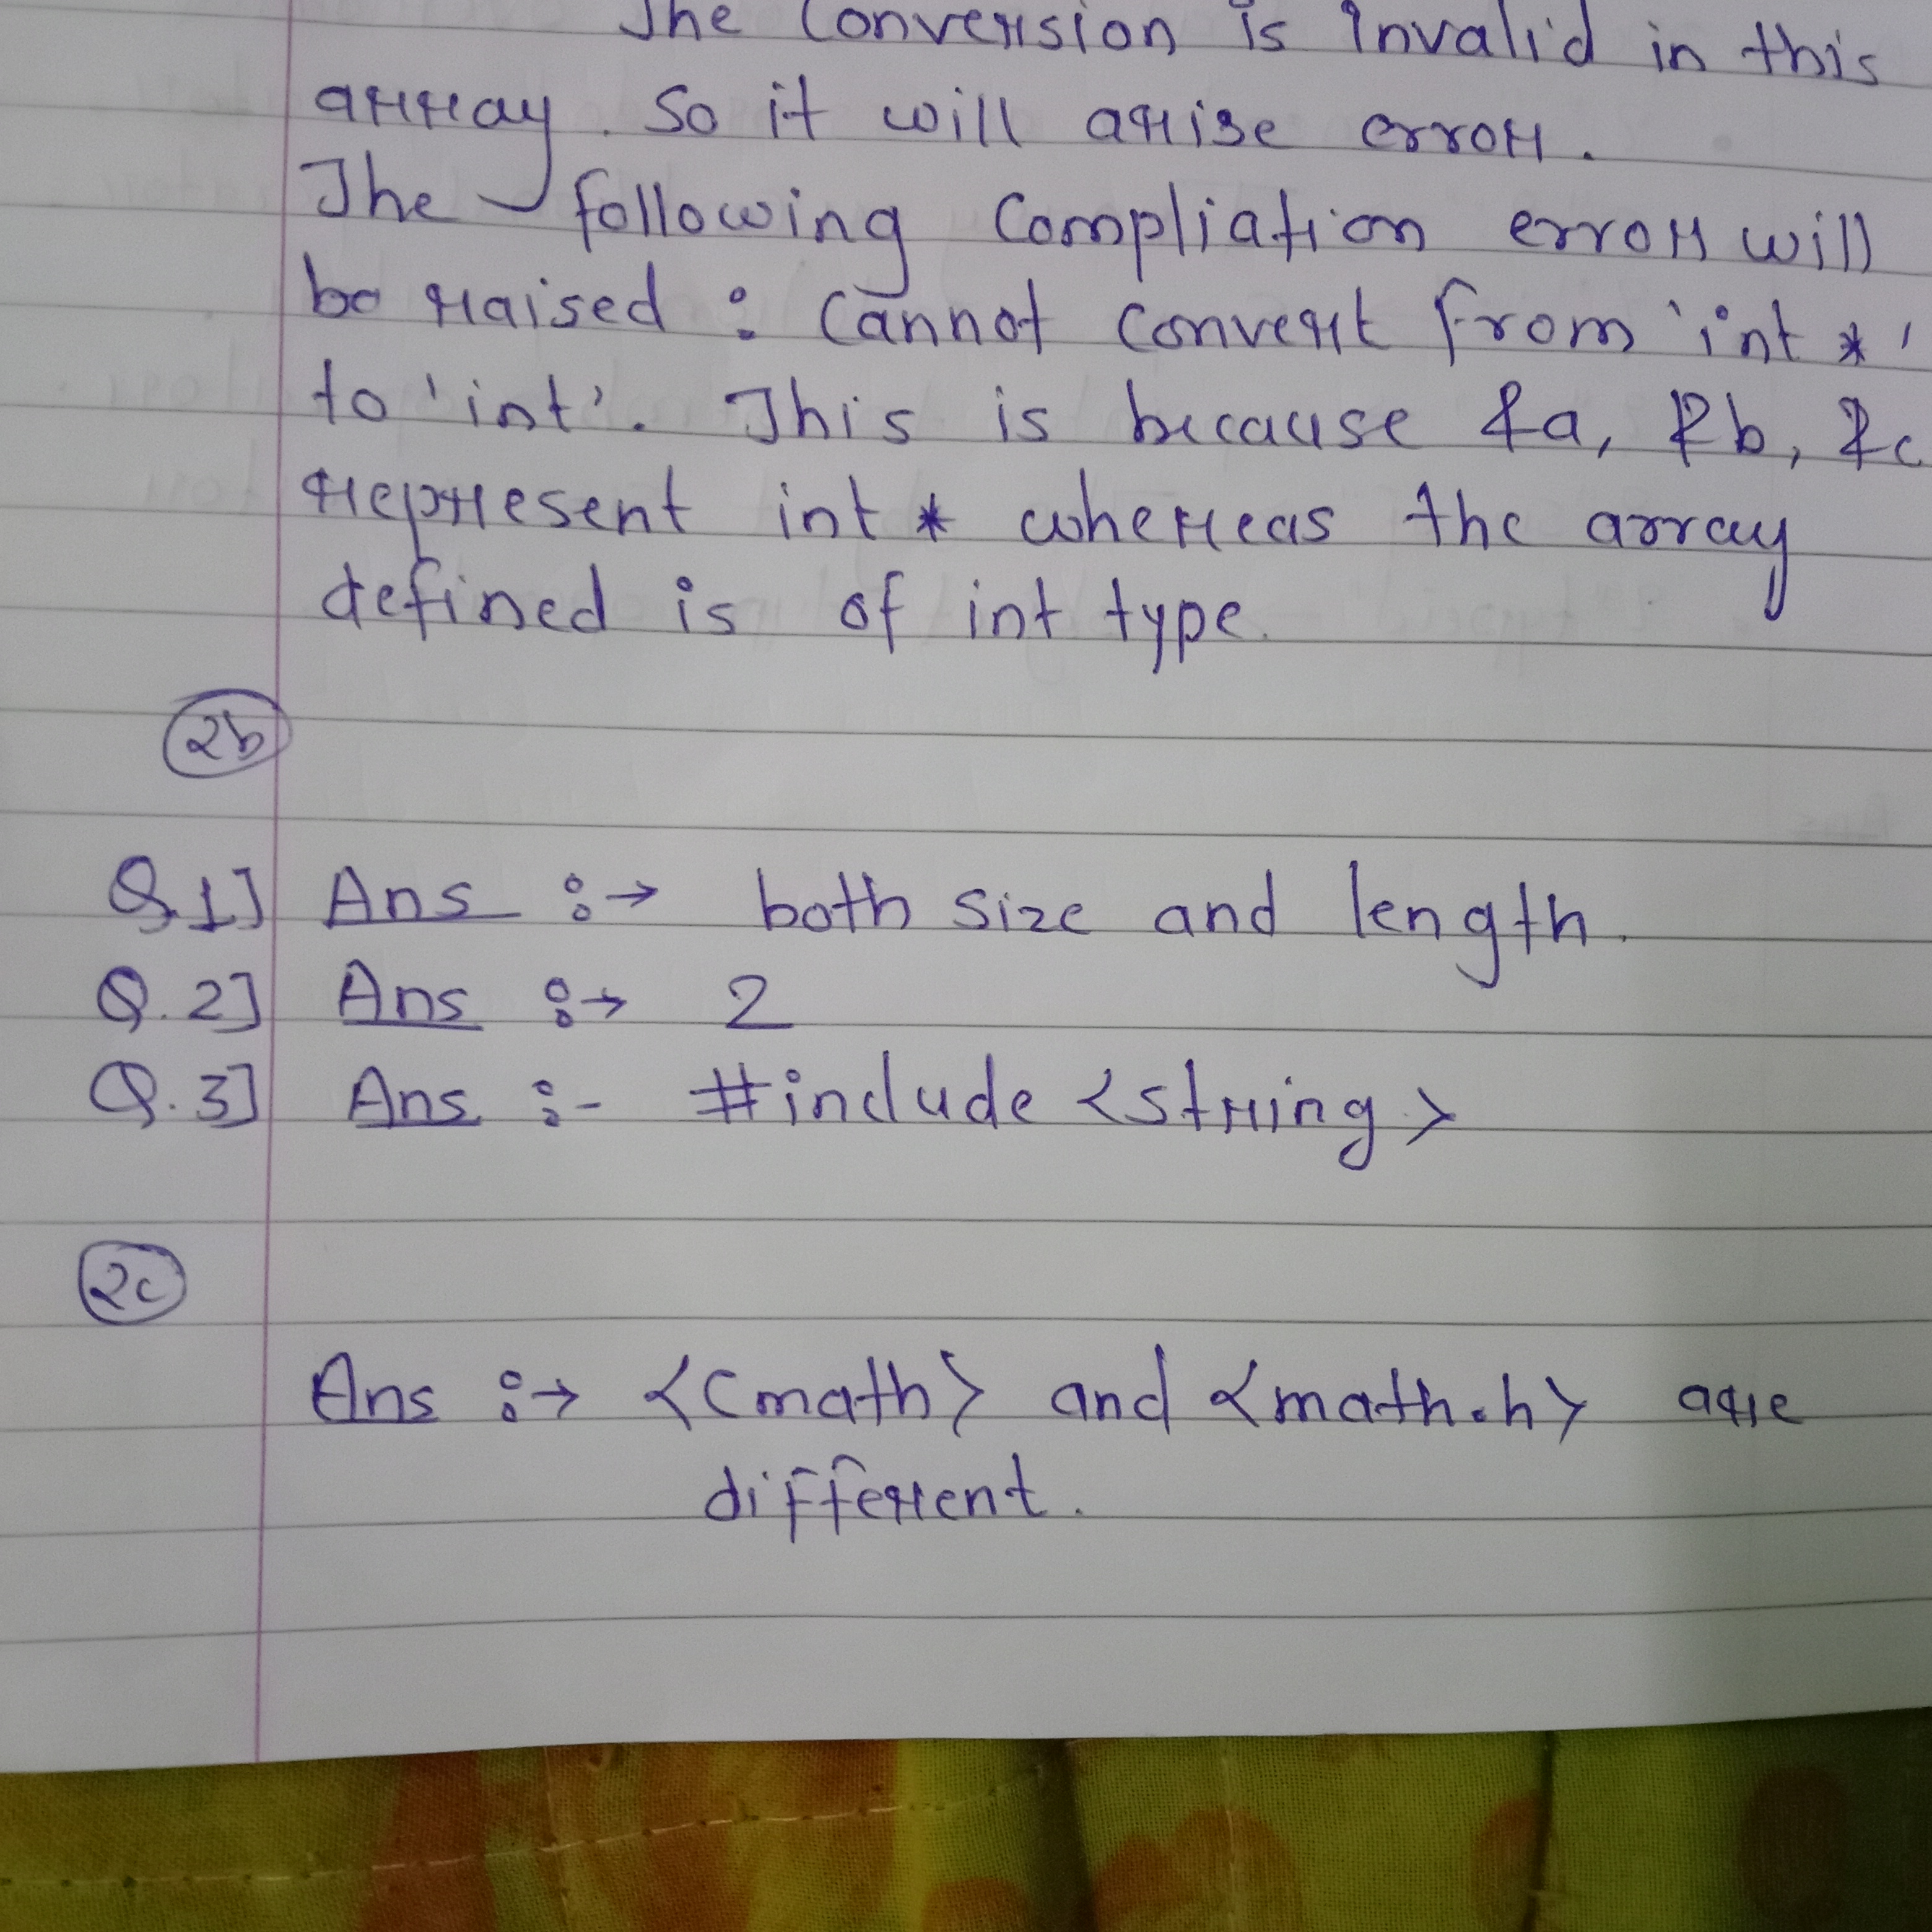 The Conversion is Invalid in this
array. So it will arise error.
The following Compliation error will
be raised : Cannot Convert from 'int *'
to 'int'. This is because &a, &b, &c
represent int * whereas the array
defined is of int type.
2b
Q.1] Ans :→ both size and length.
Q.2] Ans :→ 2
Q.3] Ans :- #include <string>
2c
Ans :→ <Cmath> and <math.h> are
different.